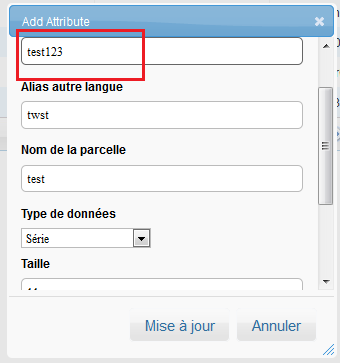 Add Attribute
test123
Alias autre langue
twst
Nom de la parcelle
test
Type de données
Série
Taille
Mise à jour
Annuler